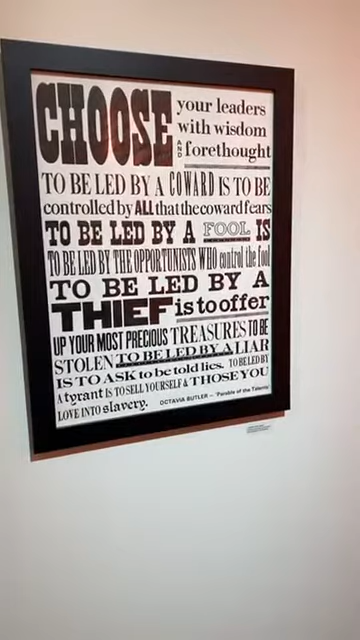 CHOOSE your leaders
with wisdom
AND forethought
TO BE LED BY A COWARD IS TO BE
controlled by ALL that the coward fears
TO BE LED BY A FOOL IS
TO BE LED BY THE OPPORTUNISTS WHO control the fool
TO BE LED BY A
THIEF is to offer
UP YOUR MOST PRECIOUS TREASURES TO BE
STOLEN TO BE LED BY A LIAR
IS TO ASK to be told lies. TO BE LED BY
A tyrant IS TO SELL YOURSELF & THOSE YOU
LOVE INTO slavery. OCTAVIA BUTLER – 'Parable of the Talents'